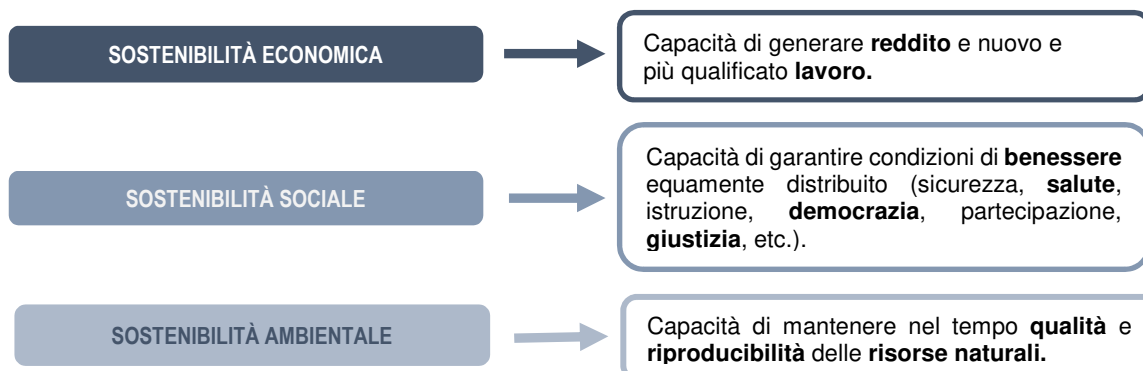 SOSTENIBILITÀ ECONOMICA
Capacità di generare reddito e nuovo e
più qualificato lavoro.
SOSTENIBILITÀ SOCIALE
Capacità di garantire condizioni di benessere
equamente distribuito (sicurezza, salute,
istruzione, democrazia, partecipazione,
giustizia, etc.).
SOSTENIBILITÀ AMBIENTALE
Capacità di mantenere nel tempo qualità e
riproducibilità delle risorse naturali.